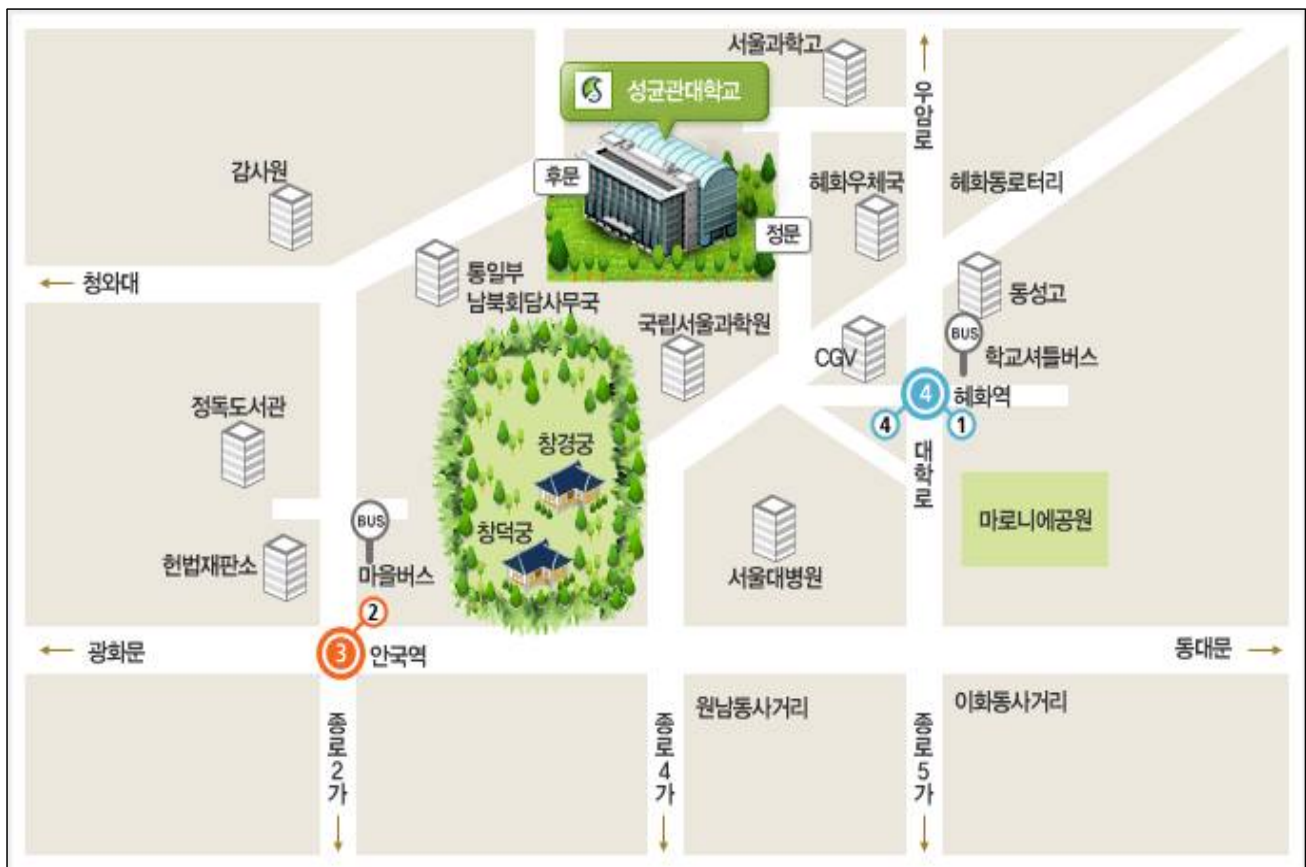 서울과학고
성균관대학교
우암로
감사원
후문
혜화우체국
혜화동로터리
정문
← 청와대
통일부
남북회담사무국
동성고
국립서울과학원
CGV
BUS
학교셔틀버스
4
혜화역
4
1
정독도서관
창경궁
대학로
마로니에공원
BUS
창덕궁
헌법재판소
마을버스
서울대병원
2
← 광화문
3
안국역
동대문 →
원남동사거리
이화동사거리
종로2가
종로4가
종로5가